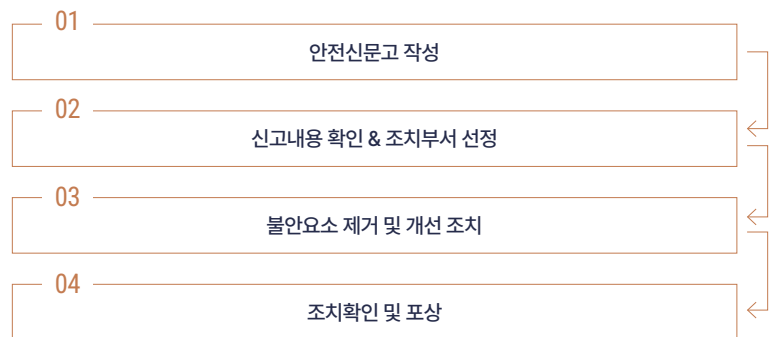 01
안전신문고 작성
02
신고내용 확인 & 조치부서 선정
03
불안요소 제거 및 개선 조치
04
조치확인 및 포상